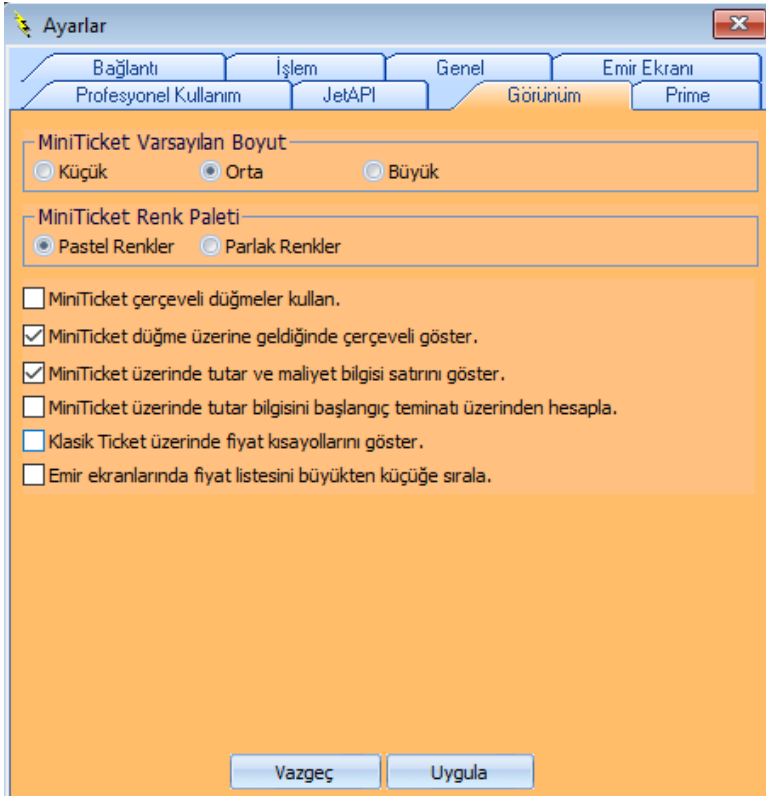 Ayarlar
Bağlantı İşlem Genel Emir Ekranı
Profesyonel Kullanım JetAPI Görünüm Prime
MiniTicket Varsayılan Boyut
Küçük Orta Büyük
MiniTicket Renk Paleti
Pastel Renkler Parlak Renkler
MiniTicket çerçeveli düğmeler kullan.
MiniTicket düğme üzerine geldiğinde çerçeveli göster.
MiniTicket üzerinde tutar ve maliyet bilgisi satırını göster.
MiniTicket üzerinde tutar bilgisini başlangıç teminatı üzerinden hesapla.
Klasik Ticket üzerinde fiyat kısayollarını göster.
Emir ekranlarında fiyat listesini büyükten küçüğe sırala.
Vazgeç Uygula